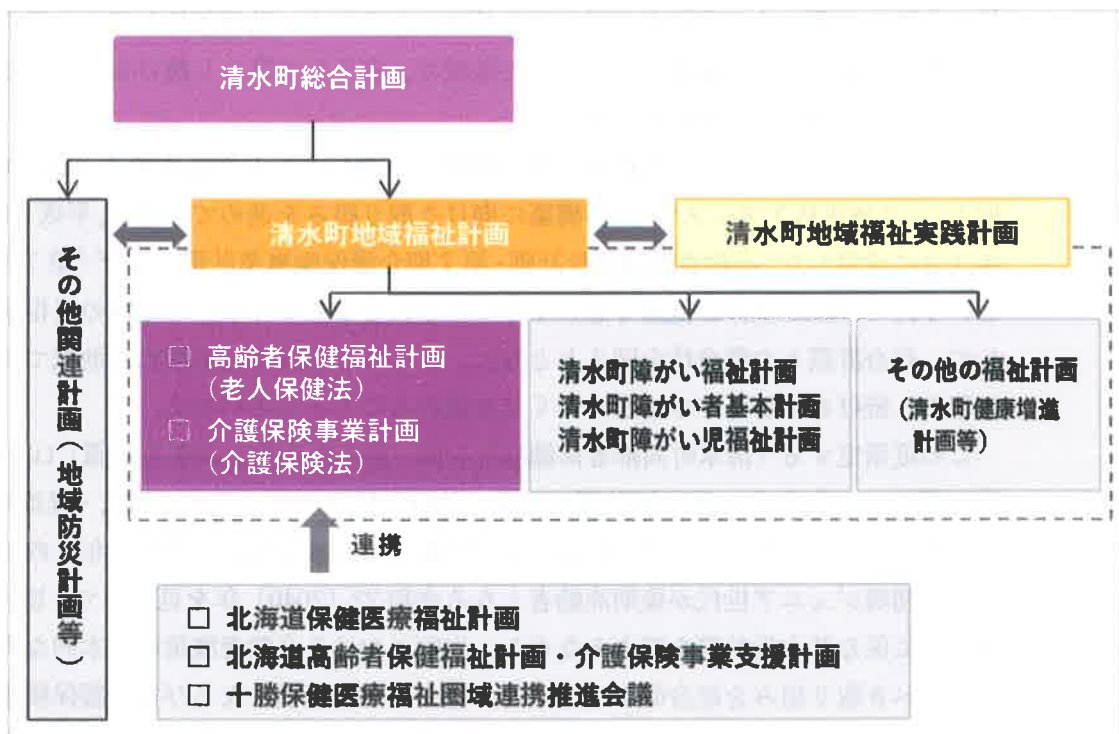 清水町総合計画
清水町地域福祉計画
清水町地域福祉実践計画
その他関連計画(地域防災計画等)
□ 高齢者保健福祉計画
(老人保健法)
□ 介護保険事業計画
(介護保険法)
清水町障がい福祉計画
清水町障がい者基本計画
清水町障がい児福祉計画
その他の福祉計画
(清水町健康増進
計画等)
連携
□ 北海道保健医療福祉計画
□ 北海道高齢者保健福祉計画・介護保険事業支援計画
□ 十勝保健医療福祉圏域連携推進会議